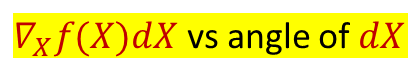 ∇_X f(X)dX vs angle of dX